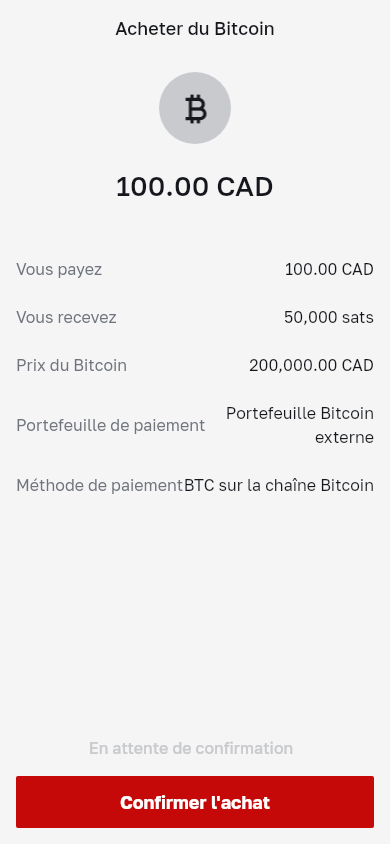 Acheter du Bitcoin
₿
100.00 CAD
Vous payez 100.00 CAD
Vous recevez 50,000 sats
Prix du Bitcoin 200,000.00 CAD
Portefeuille de paiement Portefeuille Bitcoin
externe
Méthode de paiement BTC sur la chaîne Bitcoin
En attente de confirmation
Confirmer l'achat